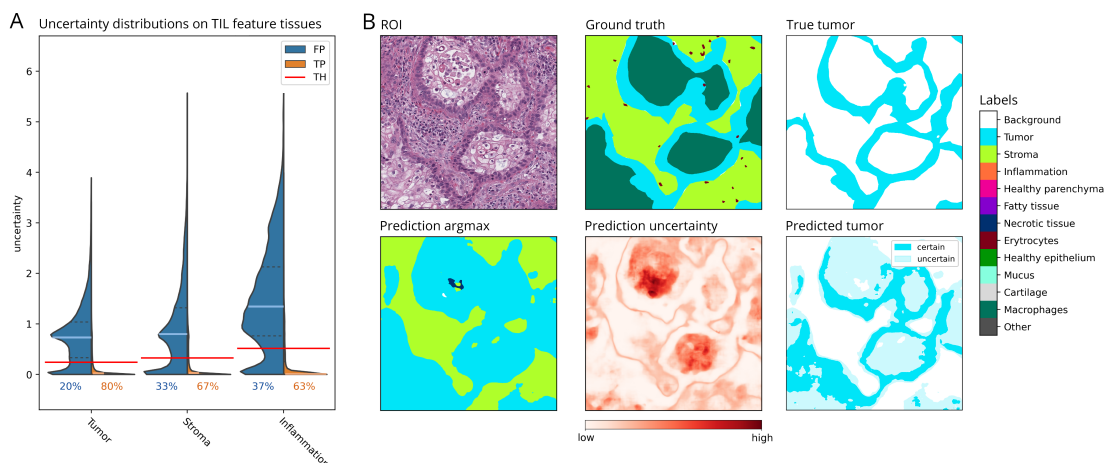 A
Uncertainty distributions on TIL feature tissues
FP
TP
TH
uncertainty
6
5
4
3
2
1
0
20%
80%
33%
67%
37%
63%
Tumor
Stroma
Inflammation
B
ROI
Ground truth
True tumor
Prediction argmax
Prediction uncertainty
Predicted tumor
certain
uncertain
low
high
Labels
Background
Tumor
Stroma
Inflammation
Healthy parenchyma
Fatty tissue
Necrotic tissue
Erytrocytes
Healthy epithelium
Mucus
Cartilage
Macrophages
Other